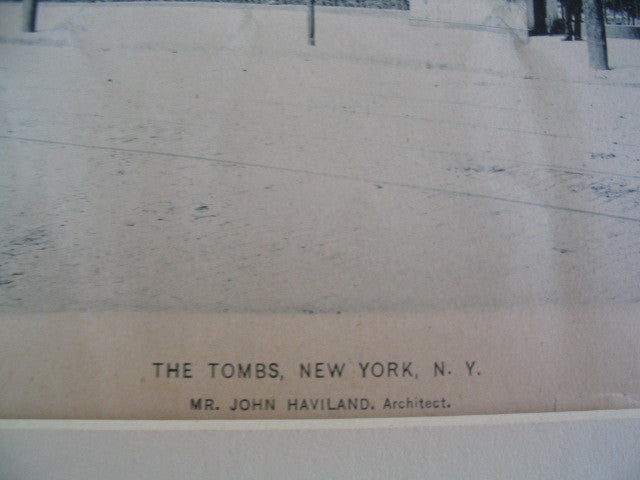 THE TOMBS, NEW YORK, N. Y.
MR. JOHN HAVILAND. Architect.